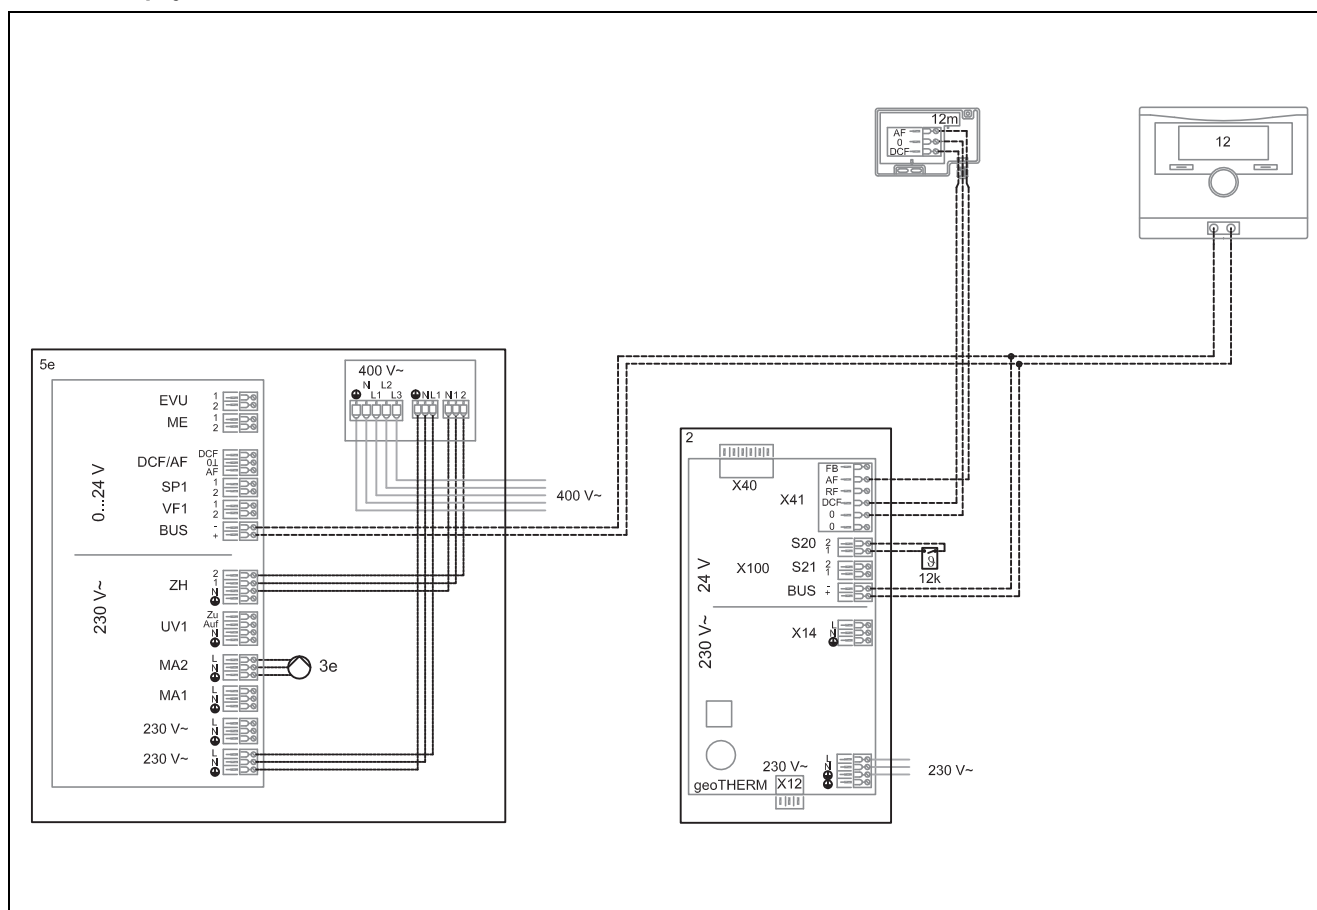 12m
AF
0
DCF
12
5e
400 V~
N L2
L1 L3
N L1
N 1 2
EVU 1
2
ME 1
2
DCF/AF DCF
0⊥
AF
SP1 1
2
VF1 1
2
BUS -
+
0...24 V
400 V~
230 V~
ZH 2
1
N
UV1 Zu
Auf
N
MA2 L
N
3e
MA1 L
N
230 V~ L
N
230 V~ L
N
2
X40
X41
FB
AF
RF
DCF
0
0
S20 2
1
12k
X100
S21 2
1
BUS -
+
24 V
230 V~
X14 L
N
230 V~
L
N
230 V~
geoTHERM
X12